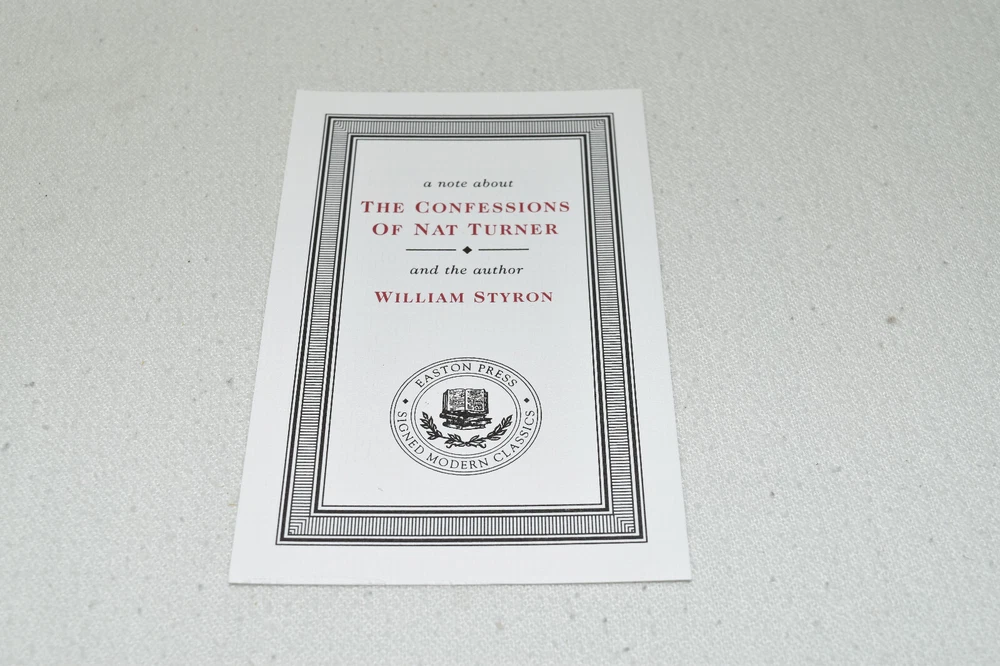 a note about
THE CONFESSIONS
OF NAT TURNER
and the author
WILLIAM STYRON
EASTON PRESS
SIGNED MODERN CLASSICS